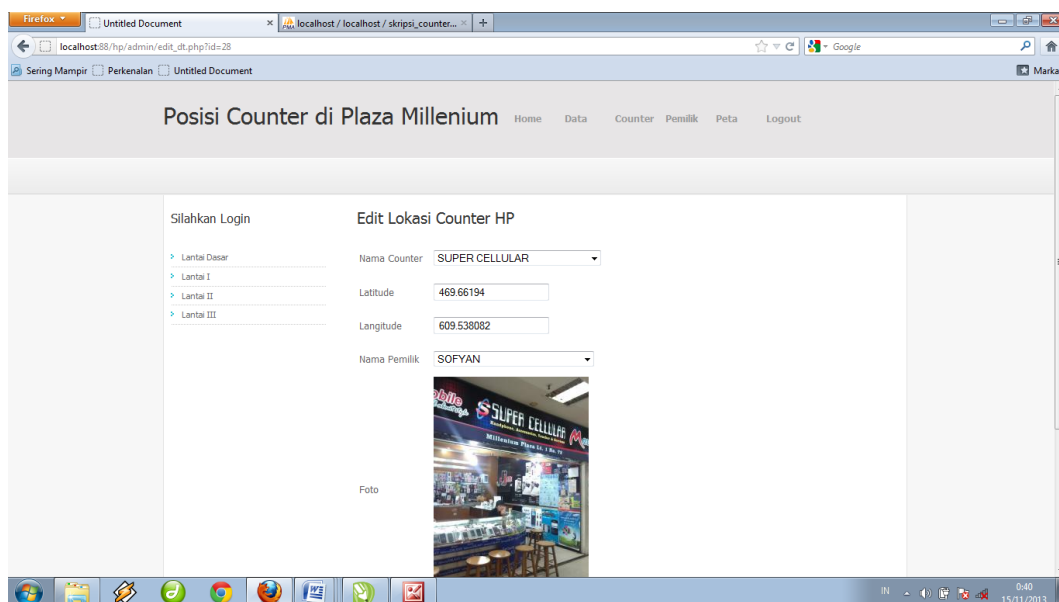 Firefox
Untitled Document
localhost / localhost / skripsi_counter...
localhost:88/hp/admin/edit_dt.php?id=28
Google
Sering Mampir Perkenalan Untitled Document
Marka
Posisi Counter di Plaza Millenium Home Data Counter Pemilik Peta Logout
Silahkan Login
Lantai Dasar
Lantai I
Lantai II
Lantai III
Edit Lokasi Counter HP
Nama Counter SUPER CELLULAR
Latitude 469.66194
Langitude 609.538082
Nama Pemilik SOFYAN
Foto
SUPER CELLULAR
Millenium Plaza Lt. 1 No.
IN
0:40
15/11/2013